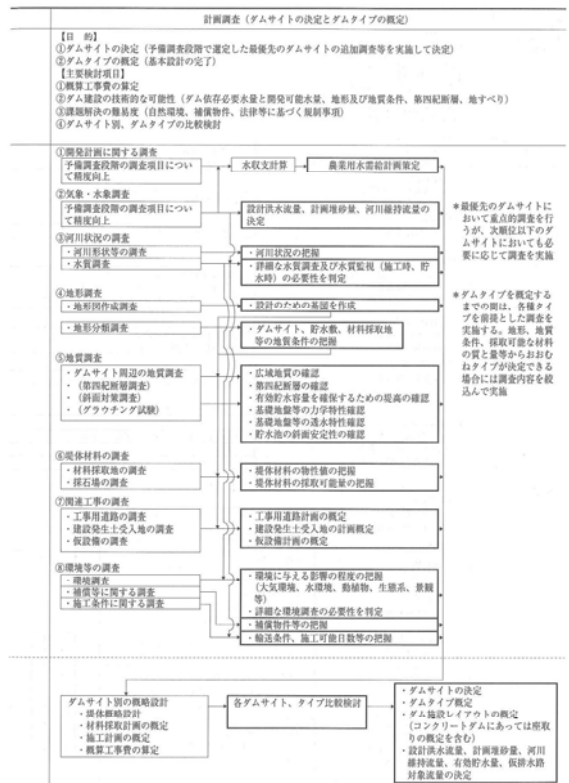 計画調査（ダムサイトの決定とダムタイプの概定）
【目　的】
①ダムサイトの決定（予備調査段階で選定した最優先のダムサイトの追加調査等を実施して決定）
②ダムタイプの概定（基本設計の完了）
【主要検討項目】
①概算工事費の算定
②ダム建設の技術的な可能性（ダム依存必要水量と開発可能水量、地形及び地質条件、第四紀断層、地すべり）
③課題解決の難易度（自然環境、補償物件、法律等に基づく規制事項）
④ダムサイト別、ダムタイプの比較検討
①開発計画に関する調査
予備調査段階の調査項目につい
て精度向上
水収支計算
農業用水需給計画策定
②気象・水象調査
予備調査段階の調査項目につい
て精度向上
設計洪水流量、計画堆砂量、河川維持流量の
決定
③河川状況の調査
・河川形状等の調査
・水質調査
・河川状況の把握
・詳細な水質調査及び水質監視（施工時、貯
水時）の必要性を判定
④地形調査
・地形図作成調査
・地形分類調査
・設計のための基図を作成
・ダムサイト、貯水敷、材料採取地
等の地質条件の把握
⑤地質調査
・ダムサイト周辺の地質調査
・（第四紀断層調査）
・（斜面対策調査）
・（グラウチング試験）
・広域地質の確認
・第四紀断層の確認
・有効貯水容量を確保するための堤高の確認
・基礎地盤等の力学特性確認
・基礎地盤等の透水特性確認
・貯水池の斜面安定性の確認
⑥堤体材料の調査
・材料採取地の調査
・採石場の調査
・堤体材料の物性値の把握
・堤体材料の採取可能量の把握
⑦関連工事の調査
・工事用道路の調査
・建設発生土受入地の調査
・仮設備の調査
・工事用道路計画の概定
・建設発生土受入地の計画概定
・仮設備計画の概定
⑧環境等の調査
・環境調査
・補償等に関する調査
・施工条件に関する調査
・環境に与える影響の程度の把握
（大気環境、水環境、動植物、生態系、景観
等）
・詳細な環境調査の必要性を判定
・補償物件等の把握
・輸送条件、施工可能日数等の把握
＊最優先のダムサイトに
おいて重点的調査を行
うが、次順位以下のダ
ムサイトにおいても必
要に応じて調査を実施
＊ダムタイプを概定する
までの間は、各種タイ
プを前提とした調査を
実施する。地形、地質
条件、採取可能な材料
の質と量等からおおむ
ねタイプが決定できる
場合には調査内容を絞
込んで実施
ダムサイト別の概略設計
・堤体概略設計
・材料採取計画の概定
・施工計画の概定
・概算工事費の算定
各ダムサイト、タイプ比較検討
・ダムサイトの決定
・ダムタイプ概定
・ダム施設レイアウトの概定
（コンクリートダムにあっては座取
りの概定を含む）
・設計洪水流量、計画堆砂量、河川
維持流量、有効貯水量、仮排水路
対象流量の決定